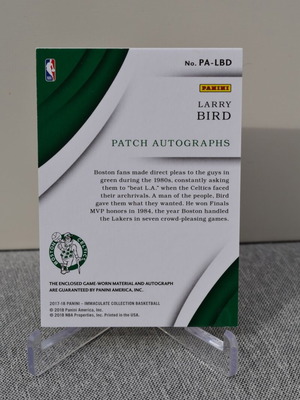 No. PA-LBD
PANINI
LARRY
BIRD
PATCH AUTOGRAPHS
Boston fans made direct pleas to the guys in
green during the 1980s, constantly asking
them to "beat L.A." when the Celtics faced
their archrivals. A man of the people, Bird
gave them what they wanted. He won Finals
MVP honors in 1984, the year Boston handled
the Lakers in seven crowd-pleasing games.
BOSTON CELTICS
THE ENCLOSED GAME-WORN MATERIAL AND AUTOGRAPH
ARE GUARANTEED BY PANINI AMERICA, INC.
2017-18 PANINI – IMMACULATE COLLECTION BASKETBALL
© 2018 Panini America, Inc.
© 2018 NBA Properties, Inc. Printed in the USA.